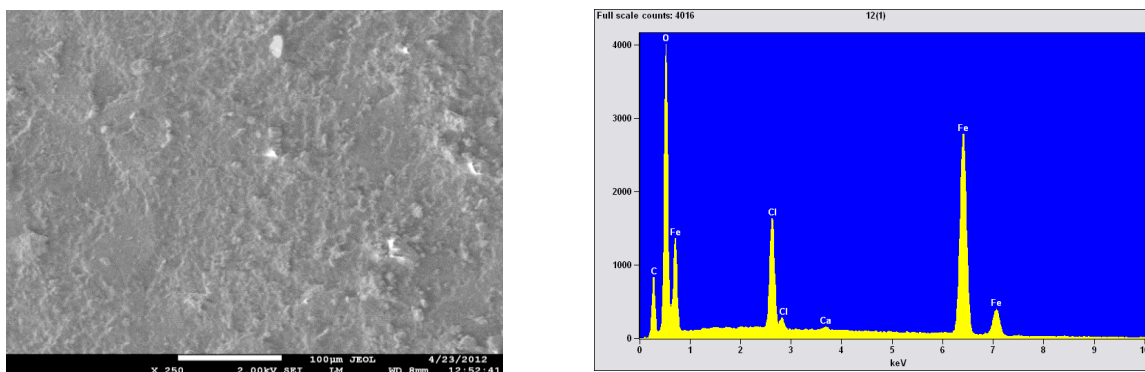 100µm JEOL 4/23/2012
X 250 2.00kV SEI LM WD 8mm 12:52:41
Full scale counts: 4016 12(1)
O
4000
3000
Fe
2000
Cl
Fe
1000
C
Fe
Cl
Ca
0
0 1 2 3 4 5 6 7 8 9 10
keV